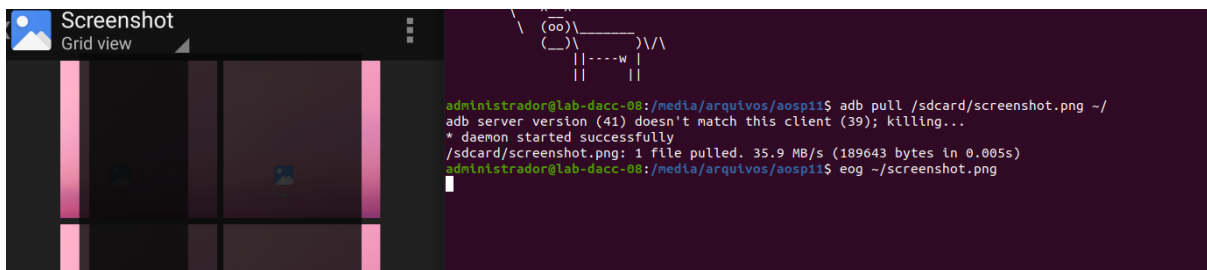 Screenshot
Grid view
\   ^__^
 \  (oo)\_______
    (__)\       )\/\
        ||----w |
        ||     ||
administrador@lab-dacc-08:/media/arquivos/aosp11$ adb pull /sdcard/screenshot.png ~/
adb server version (41) doesn't match this client (39); killing...
* daemon started successfully
/sdcard/screenshot.png: 1 file pulled. 35.9 MB/s (189643 bytes in 0.005s)
administrador@lab-dacc-08:/media/arquivos/aosp11$ eog ~/screenshot.png